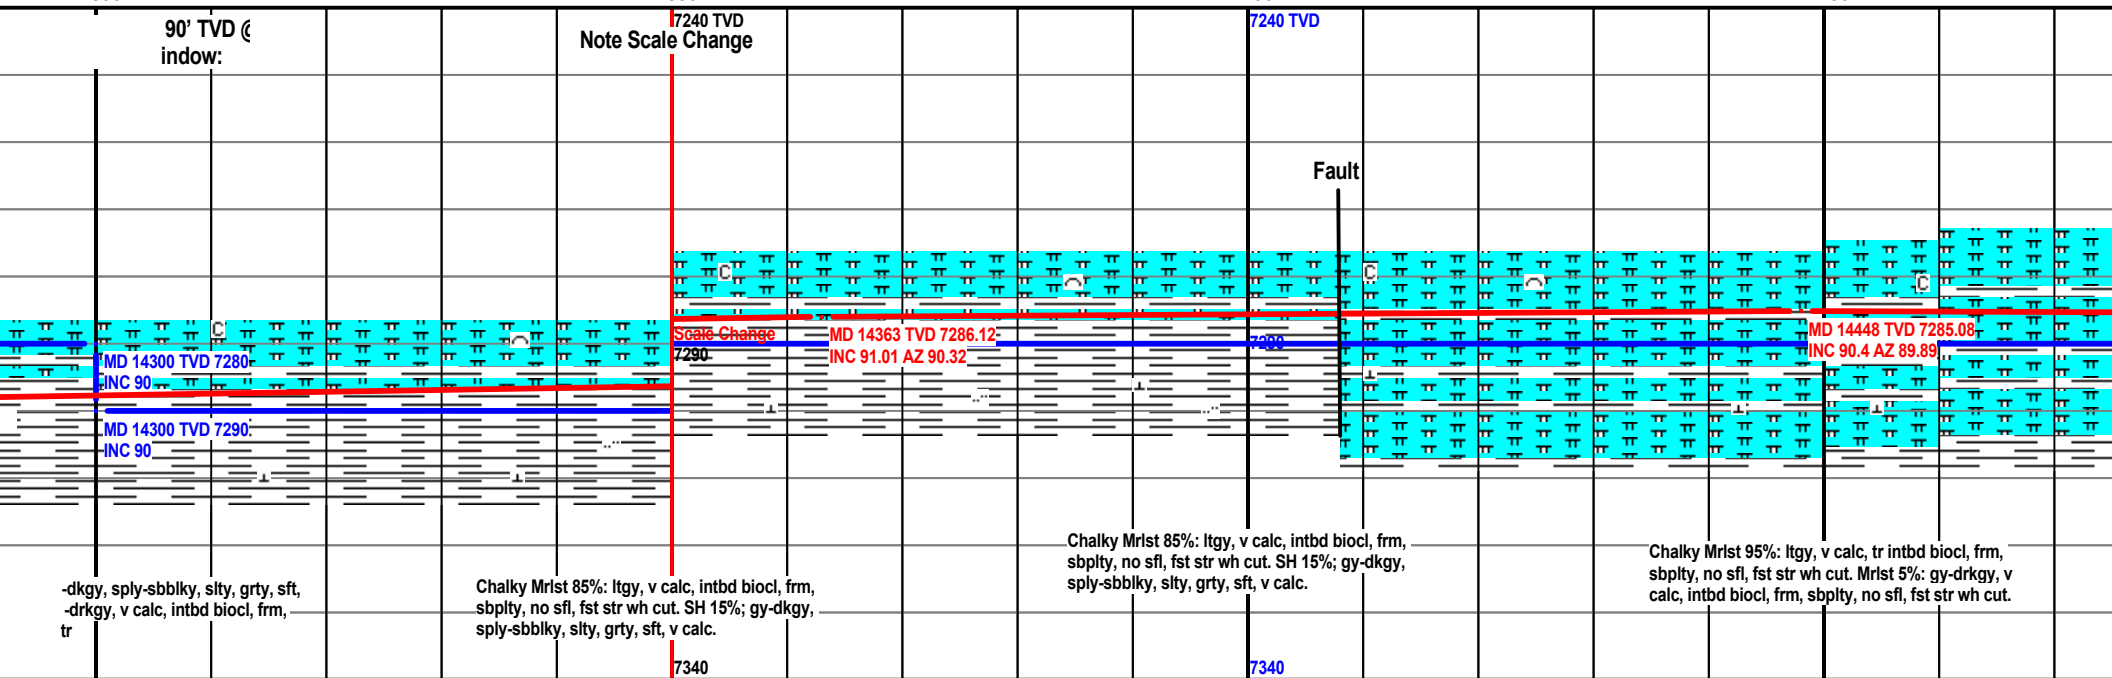 90' TVD @
indow:
7240 TVD
Note Scale Change
7240 TVD
Fault
C
C
C
C
MD 14300 TVD 7280
INC 90
MD 14300 TVD 7290
INC 90
Scale Change
7290
MD 14363 TVD 7286.12
INC 91.01 AZ 90.32
7290
MD 14448 TVD 7285.08
INC 90.4 AZ 89.89
-dkgy, sply-sbblky, slty, grty, sft,
-drkgy, v calc, intbd biocl, frm,
tr
Chalky Mrlst 85%: ltgy, v calc, intbd biocl, frm,
sbplty, no sfl, fst str wh cut. SH 15%; gy-dkgy,
sply-sbblky, slty, grty, sft, v calc.
Chalky Mrlst 85%: ltgy, v calc, intbd biocl, frm,
sbplty, no sfl, fst str wh cut. SH 15%; gy-dkgy,
sply-sbblky, slty, grty, sft, v calc.
Chalky Mrlst 95%: ltgy, v calc, tr intbd biocl, frm,
sbplty, no sfl, fst str wh cut. Mrlst 5%: gy-drkgy, v
calc, intbd biocl, frm, sbplty, no sfl, fst str wh cut.
7340
7340